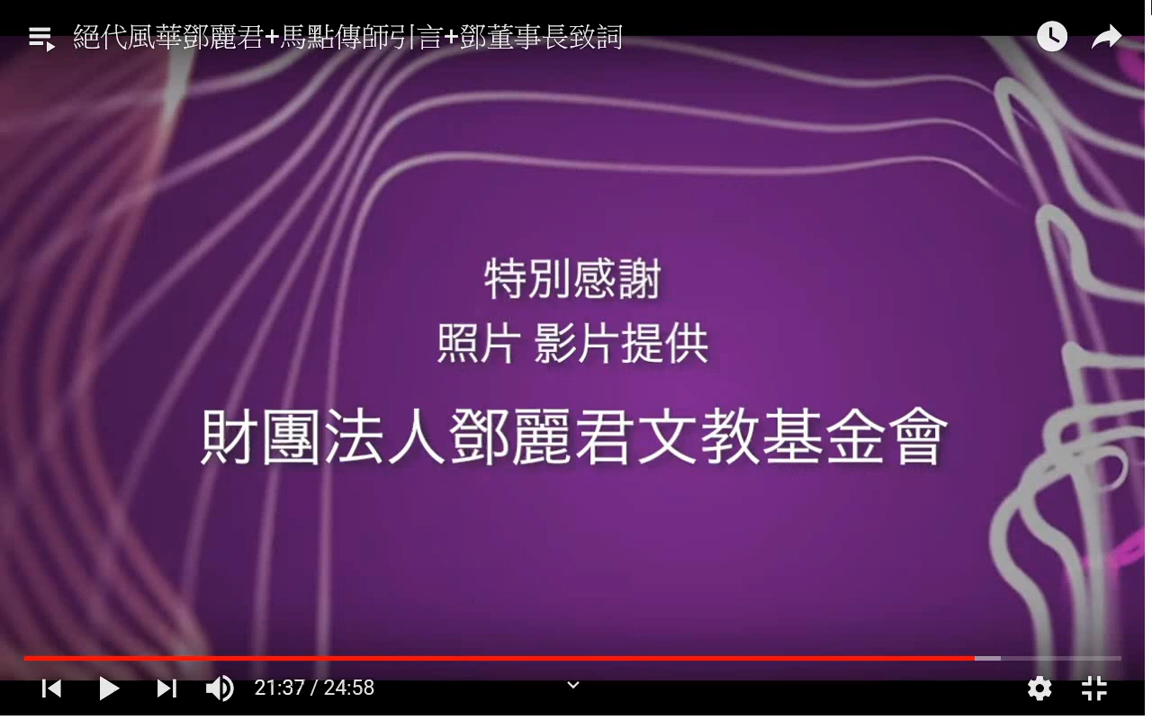 絕代風華鄧麗君+馬點傳師引言+鄧董事長致詞
特別感謝
照片 影片提供
財團法人鄧麗君文教基金會
21:37 / 24:58